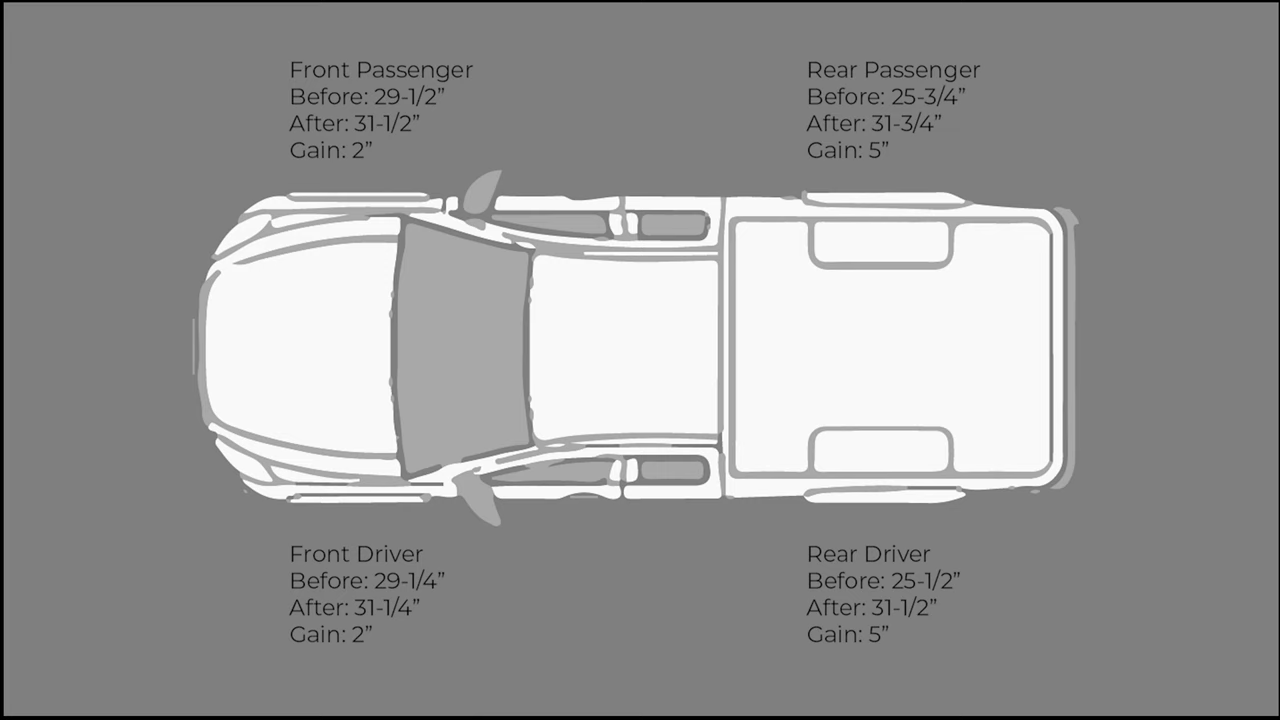 Front Passenger
Before: 29-1/2”
After: 31-1/2”
Gain: 2”
Rear Passenger
Before: 25-3/4”
After: 31-3/4”
Gain: 5”
Front Driver
Before: 29-1/4”
After: 31-1/4”
Gain: 2”
Rear Driver
Before: 25-1/2”
After: 31-1/2”
Gain: 5”